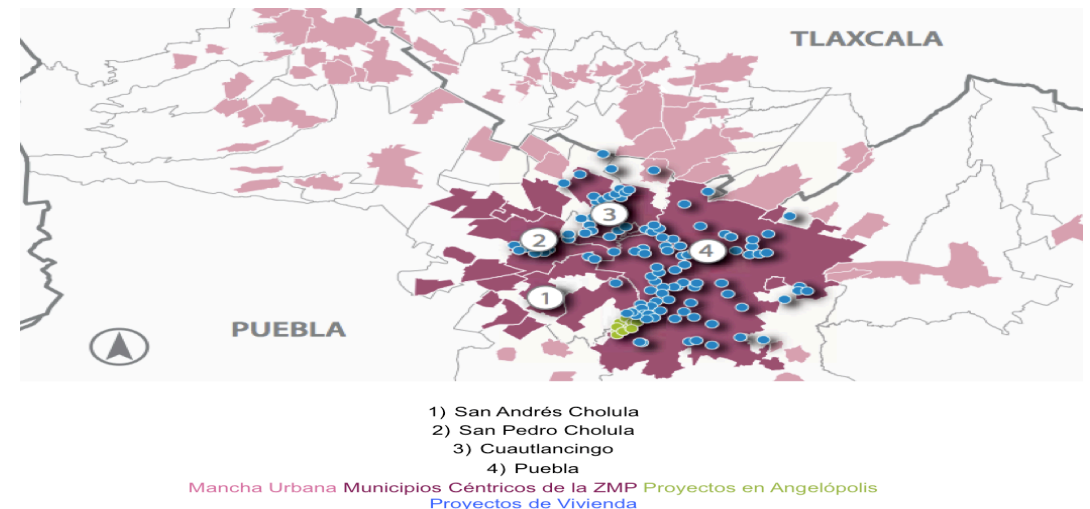 TLAXCALA
3
2
4
1
PUEBLA
1) San Andrés Cholula
2) San Pedro Cholula
3) Cuautlancingo
4) Puebla
Mancha Urbana Municipios Céntricos de la ZMP Proyectos en Angelópolis
Proyectos de Vivienda